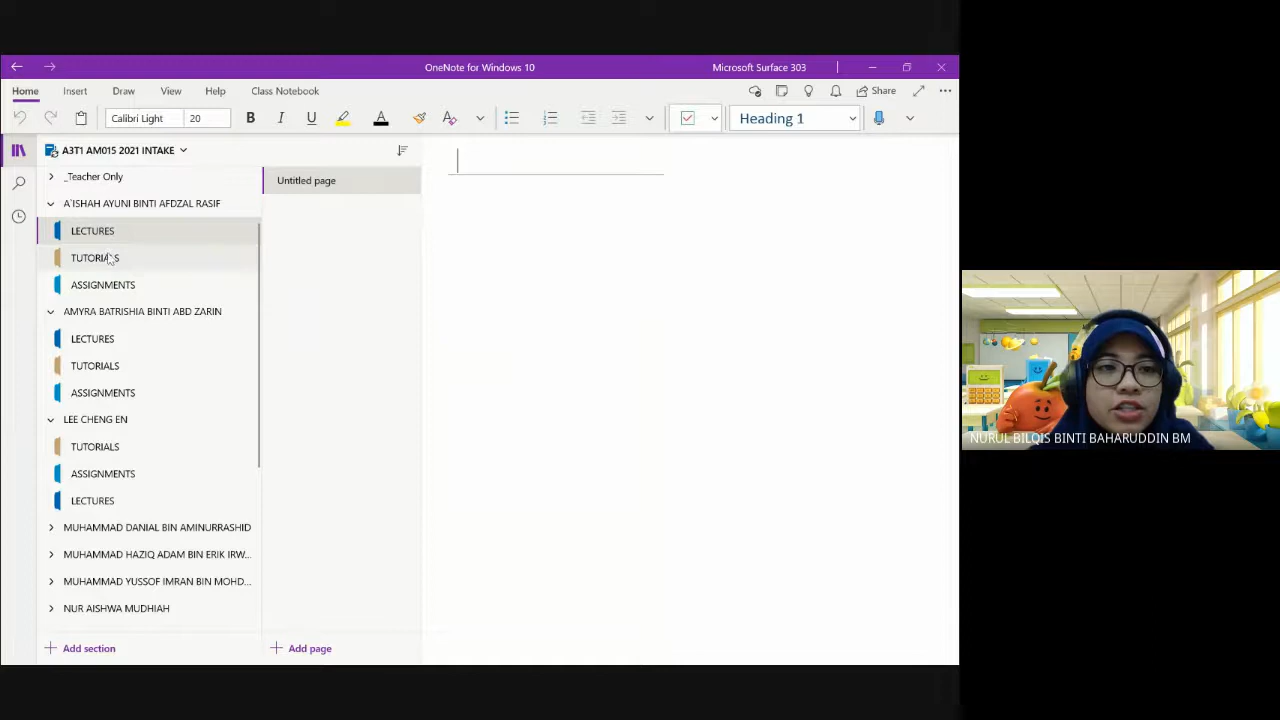 OneNote for Windows 10
Microsoft Surface 303
Home Insert Draw View Help Class Notebook
Share
Calibri Light 20 B I U A A Heading 1
A3T1 AM015 2021 INTAKE
_Teacher Only
A'ISHAH AYUNI BINTI AFDZAL RASIF
LECTURES
TUTORIALS
ASSIGNMENTS
AMYRA BATRISHIA BINTI ABD ZARIN
LECTURES
TUTORIALS
ASSIGNMENTS
LEE CHENG EN
TUTORIALS
ASSIGNMENTS
LECTURES
MUHAMMAD DANIAL BIN AMINURRASHID
MUHAMMAD HAZIQ ADAM BIN ERIK IRW...
MUHAMMAD YUSSOF IMRAN BIN MOHD...
NUR AISHWA MUDHIAH
Add section
Untitled page
Add page
NURUL BILQIS BINTI BAHARUDDIN BM